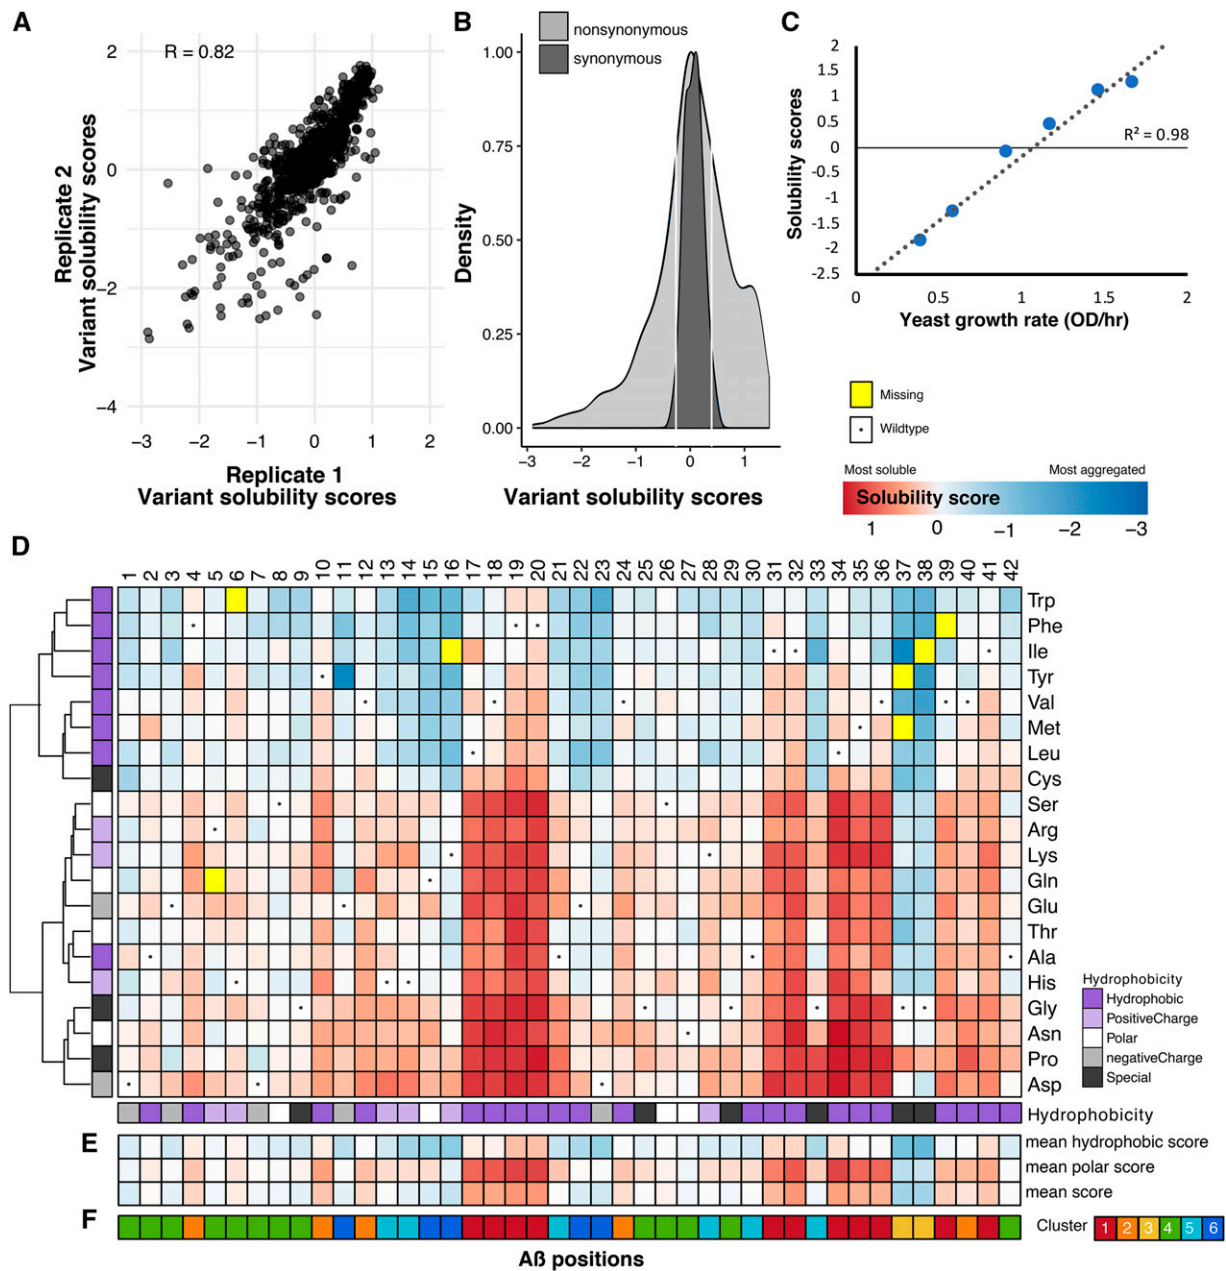 A
R = 0.82
2
0
−2
−4
−3
−2
−1
0
1
2
Replicate 2
Variant solubility scores
Replicate 1
Variant solubility scores
B
nonsynonymous
synonymous
1.00
0.75
0.50
0.25
0.00
Density
−3
−2
−1
0
1
Variant solubility scores
C
2
1.5
1
0.5
0
-0.5
-1
-1.5
-2
-2.5
Solubility scores
R² = 0.98
0
0.5
1
1.5
2
Yeast growth rate (OD/hr)
Missing
Wildtype
Most soluble
Most aggregated
Solubility score
1
0
−1
−2
−3
D
1 2 3 4 5 6 7 8 9 10 11 12 13 14 15 16 17 18 19 20 21 22 23 24 25 26 27 28 29 30 31 32 33 34 35 36 37 38 39 40 41 42
Trp
Phe
Ile
Tyr
Val
Met
Leu
Cys
Ser
Arg
Lys
Gln
Glu
Thr
Ala
His
Gly
Asn
Pro
Asp
Hydrophobicity
Hydrophobicity
Hydrophobic
PositiveCharge
Polar
negativeCharge
Special
E
mean hydrophobic score
mean polar score
mean score
F
Cluster
1 2 3 4 5 6
Aß positions